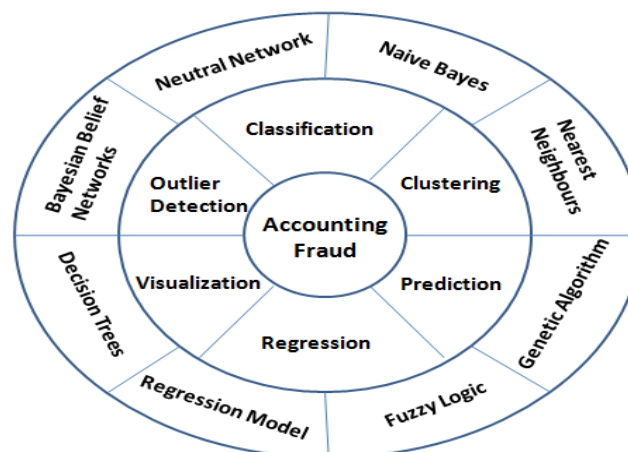 Neutral Network
Naive Bayes
Nearest
Neighbours
Genetic Algorithm
Fuzzy Logic
Regression Model
Decision Trees
Bayesian Belief
Networks
Classification
Clustering
Prediction
Regression
Visualization
Outlier
Detection
Accounting
Fraud